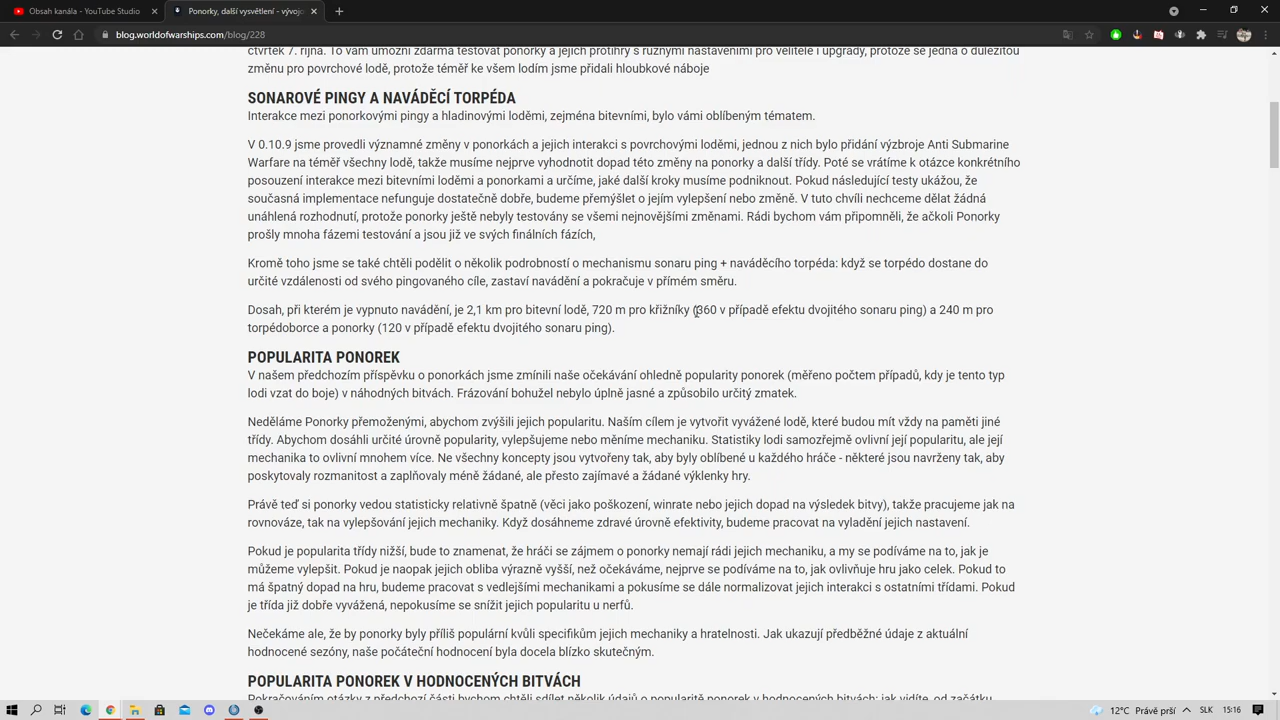 Obsah kanála - YouTube Studio
Ponorky, další vysvětlení - vývojo
blog.worldofwarships.com/blog/228
čtvrtek 7. října. To vám umožní zdarma testovat ponorky a jejich protihry s různými nastaveními pro velitele i upgrady, protože se jedná o důležitou
změnu pro povrchové lodě, protože téměř ke všem lodím jsme přidali hloubkové náboje
SONAROVÉ PINGY A NAVÁDĚCÍ TORPÉDA
Interakce mezi ponorkovými pingy a hladinovými loděmi, zejména bitevními, bylo vámi oblíbeným tématem.
V 0.10.9 jsme provedli významné změny v ponorkách a jejich interakci s povrchovými loděmi, jednou z nich bylo přidání výzbroje Anti Submarine
Warfare na téměř všechny lodě, takže musíme nejprve vyhodnotit dopad této změny na ponorky a další třídy. Poté se vrátíme k otázce konkrétního
posouzení interakce mezi bitevními loděmi a ponorkami a určíme, jaké další kroky musíme podniknout. Pokud následující testy ukážou, že
současná implementace nefunguje dostatečně dobře, budeme přemýšlet o jejím vylepšení nebo změně. V tuto chvíli nechceme dělat žádná
unáhlená rozhodnutí, protože ponorky ještě nebyly testovány se všemi nejnovějšími změnami. Rádi bychom vám připomněli, že ačkoli Ponorky
prošly mnoha fázemi testování a jsou již ve svých finálních fázích,
Kromě toho jsme se také chtěli podělit o několik podrobností o mechanismu sonaru ping + naváděcího torpéda: když se torpédo dostane do
určité vzdálenosti od svého pingovaného cíle, zastaví navádění a pokračuje v přímém směru.
Dosah, při kterém je vypnuto navádění, je 2,1 km pro bitevní lodě, 720 m pro křižníky (360 v případě efektu dvojitého sonaru ping) a 240 m pro
torpédoborce a ponorky (120 v případě efektu dvojitého sonaru ping).
POPULARITA PONOREK
V našem předchozím příspěvku o ponorkách jsme zmínili naše očekávání ohledně popularity ponorek (měřeno počtem případů, kdy je tento typ
lodi vzat do boje) v náhodných bitvách. Frázování bohužel nebylo úplně jasné a způsobilo určitý zmatek.
Neděláme Ponorky přemoženými, abychom zvýšili jejich popularitu. Naším cílem je vytvořit vyvážené lodě, které budou mít vždy na paměti jiné
třídy. Abychom dosáhli určité úrovně popularity, vylepšujeme nebo měníme mechaniku. Statistiky lodi samozřejmě ovlivní její popularitu, ale její
mechanika to ovlivní mnohem více. Ne všechny koncepty jsou vytvořeny tak, aby byly oblíbené u každého hráče - některé jsou navrženy tak, aby
poskytovaly rozmanitost a zaplňovaly méně žádané, ale přesto zajímavé a žádané výklenky hry.
Právě teď si ponorky vedou statisticky relativně špatně (věci jako poškození, winrate nebo jejich dopad na výsledek bitvy), takže pracujeme jak na
rovnováze, tak na vylepšování jejich mechaniky. Když dosáhneme zdravé úrovně efektivity, budeme pracovat na vyladění jejich nastavení.
Pokud je popularita třídy nižší, bude to znamenat, že hráči se zájmem o ponorky nemají rádi jejich mechaniku, a my se podíváme na to, jak je
můžeme vylepšit. Pokud je naopak jejich obliba výrazně vyšší, než očekáváme, nejprve se podíváme na to, jak ovlivňuje hru jako celek. Pokud to
má špatný dopad na hru, budeme pracovat s vedlejšími mechanikami a pokusíme se dále normalizovat jejich interakci s ostatními třídami. Pokud
je třída již dobře vyvážená, nepokusíme se snížit jejich popularitu u nerfů.
Nečekáme ale, že by ponorky byly příliš populární kvůli specifikům jejich mechaniky a hratelnosti. Jak ukazují předběžné údaje z aktuální
hodnocené sezóny, naše počáteční hodnocení byla docela blízko skutečným.
POPULARITA PONOREK V HODNOCENÝCH BITVÁCH
Pokračováním otázky z předchozí části bychom chtěli sdílet několik údajů o popularitě ponorek v hodnocených bitvách: jak vidíte, od začátku
12°C Právě prší
SLK
15:16